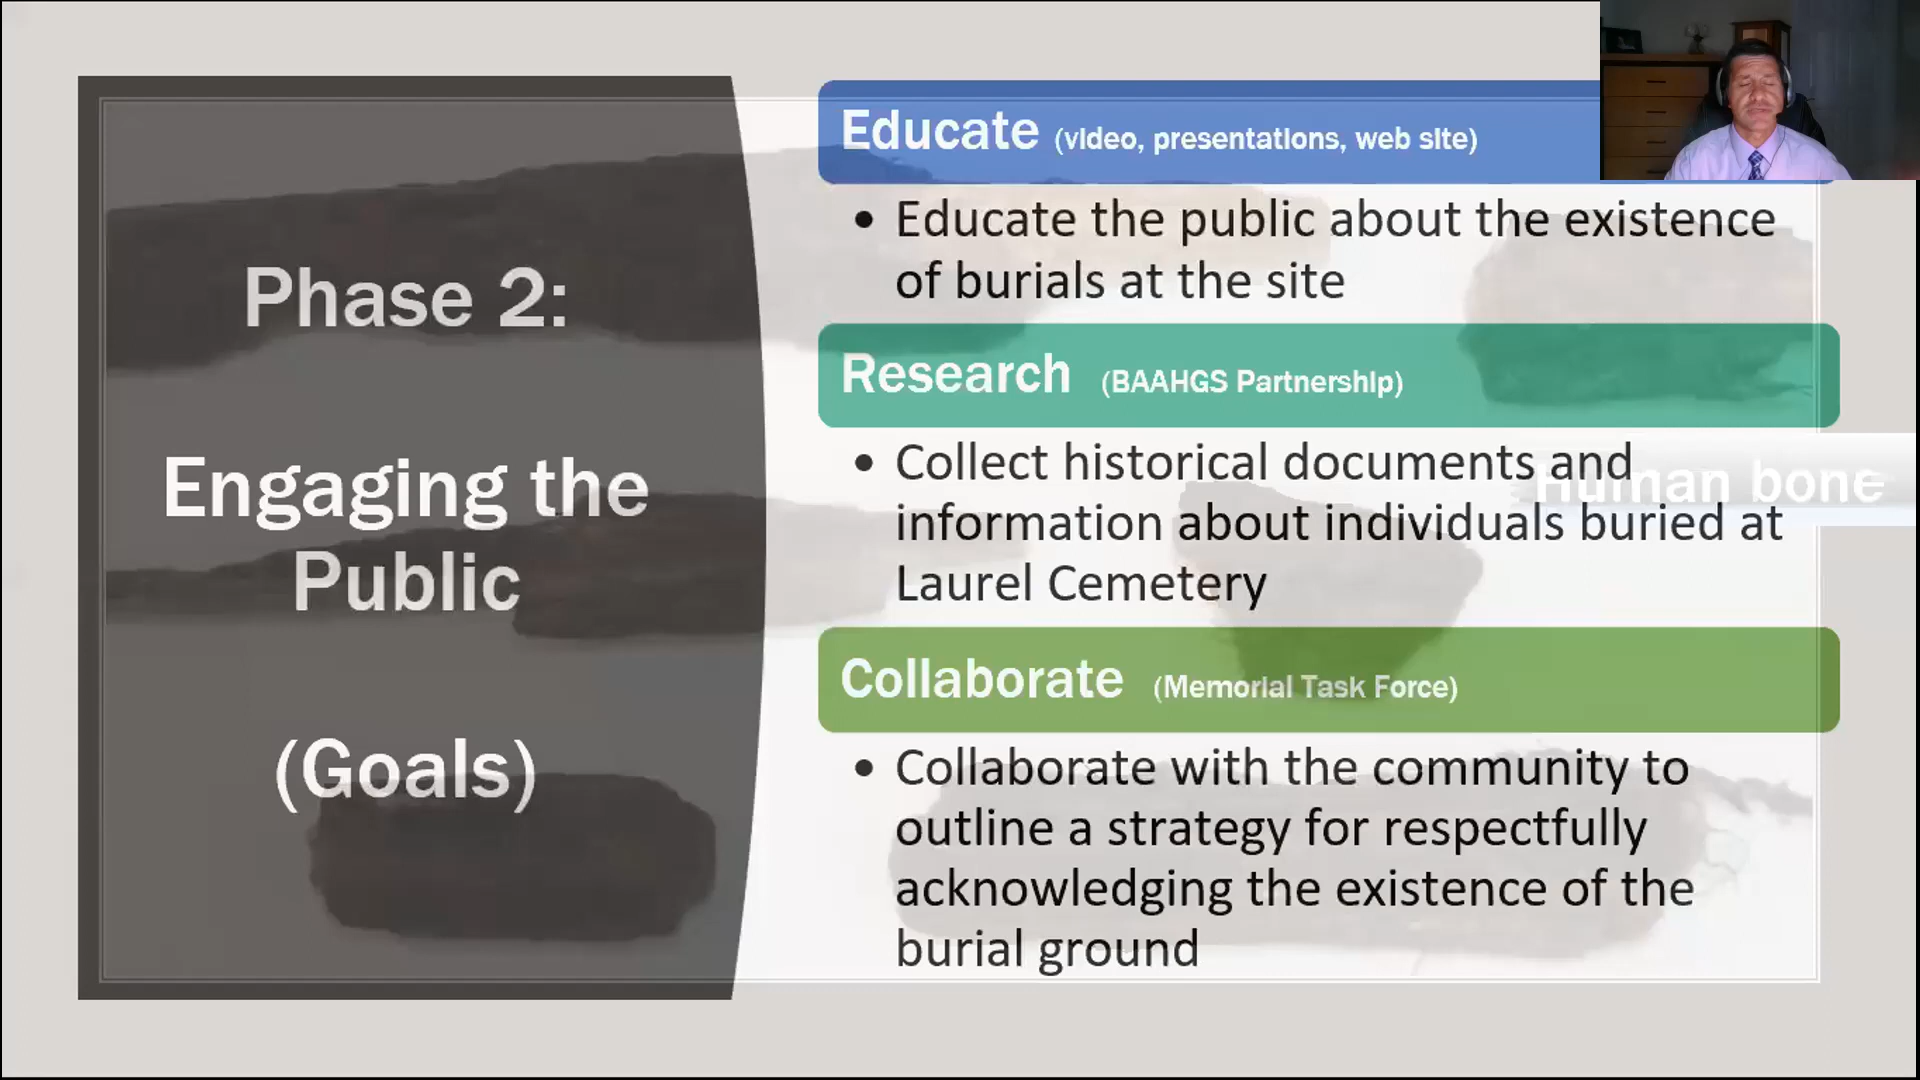 Phase 2:
Engaging the
Public
(Goals)
Educate (video, presentations, web site)
• Educate the public about the existence
of burials at the site
Research (BAAHGS Partnership)
• Collect historical documents and
information about individuals buried at
Laurel Cemetery
Human bone
Collaborate (Memorial Task Force)
• Collaborate with the community to
outline a strategy for respectfully
acknowledging the existence of the
burial ground